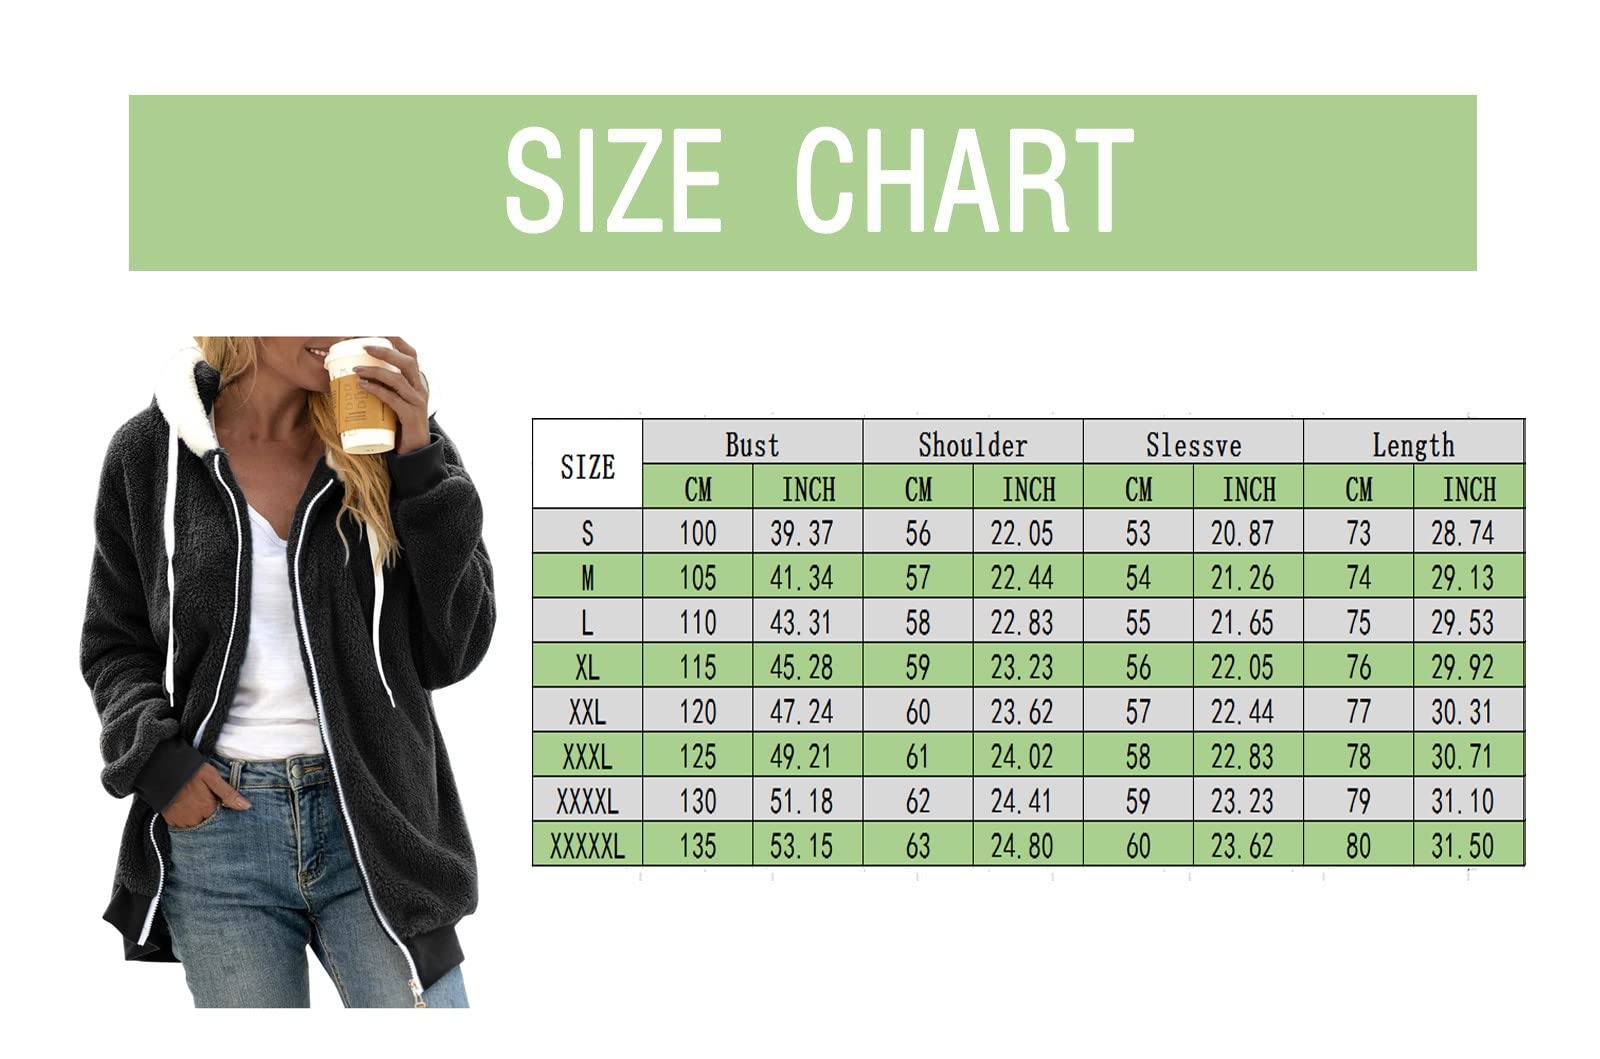 SIZE CHART
SIZE Bust Shoulder Slessve Length
CM INCH CM INCH CM INCH CM INCH
S 100 39.37 56 22.05 53 20.87 73 28.74
M 105 41.34 57 22.44 54 21.26 74 29.13
L 110 43.31 58 22.83 55 21.65 75 29.53
XL 115 45.28 59 23.23 56 22.05 76 29.92
XXL 120 47.24 60 23.62 57 22.44 77 30.31
XXXL 125 49.21 61 24.02 58 22.83 78 30.71
XXXXL 130 51.18 62 24.41 59 23.23 79 31.10
XXXXXL 135 53.15 63 24.80 60 23.62 80 31.50